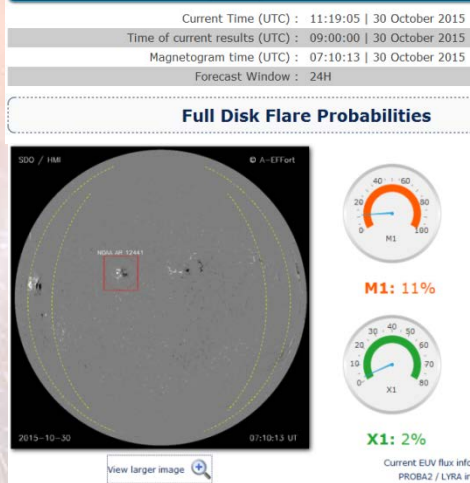 Current Time (UTC) : 11:19:05 | 30 October 2015
Time of current results (UTC) : 09:00:00 | 30 October 2015
Magnetogram time (UTC) : 07:10:13 | 30 October 2015
Forecast Window : 24H
Full Disk Flare Probabilities
SDO / HMI © A-EFFort
NOAA AR 12441
2015-10-30 07:10:13 UT
0 20 40 60 80 100
M1
M1: 11%
0 10 20 30 40 50 60 70 80
X1
X1: 2%
View larger image
Current EUV flux info
PROBA2 / LYRA in